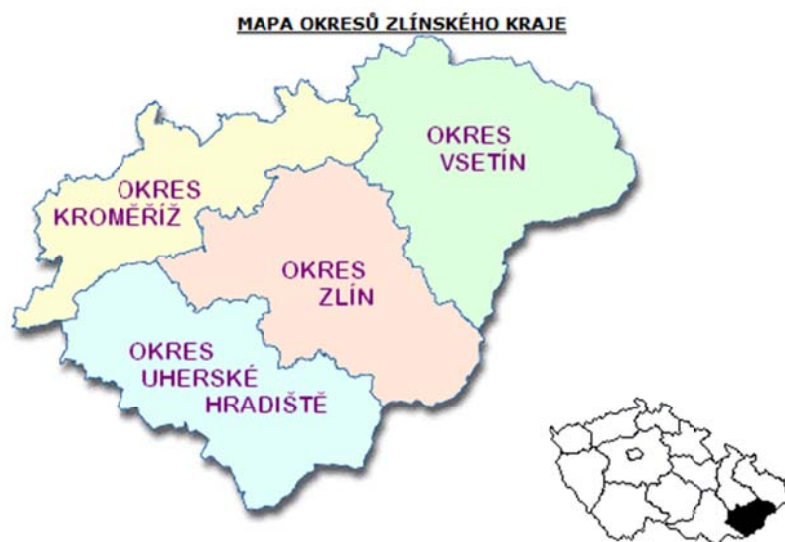 MAPA OKRESŮ ZLÍNSKÉHO KRAJE
OKRES
VSETÍN
OKRES
KROMĚŘÍŽ
OKRES
ZLÍN
OKRES
UHERSKÉ
HRADIŠTĚ